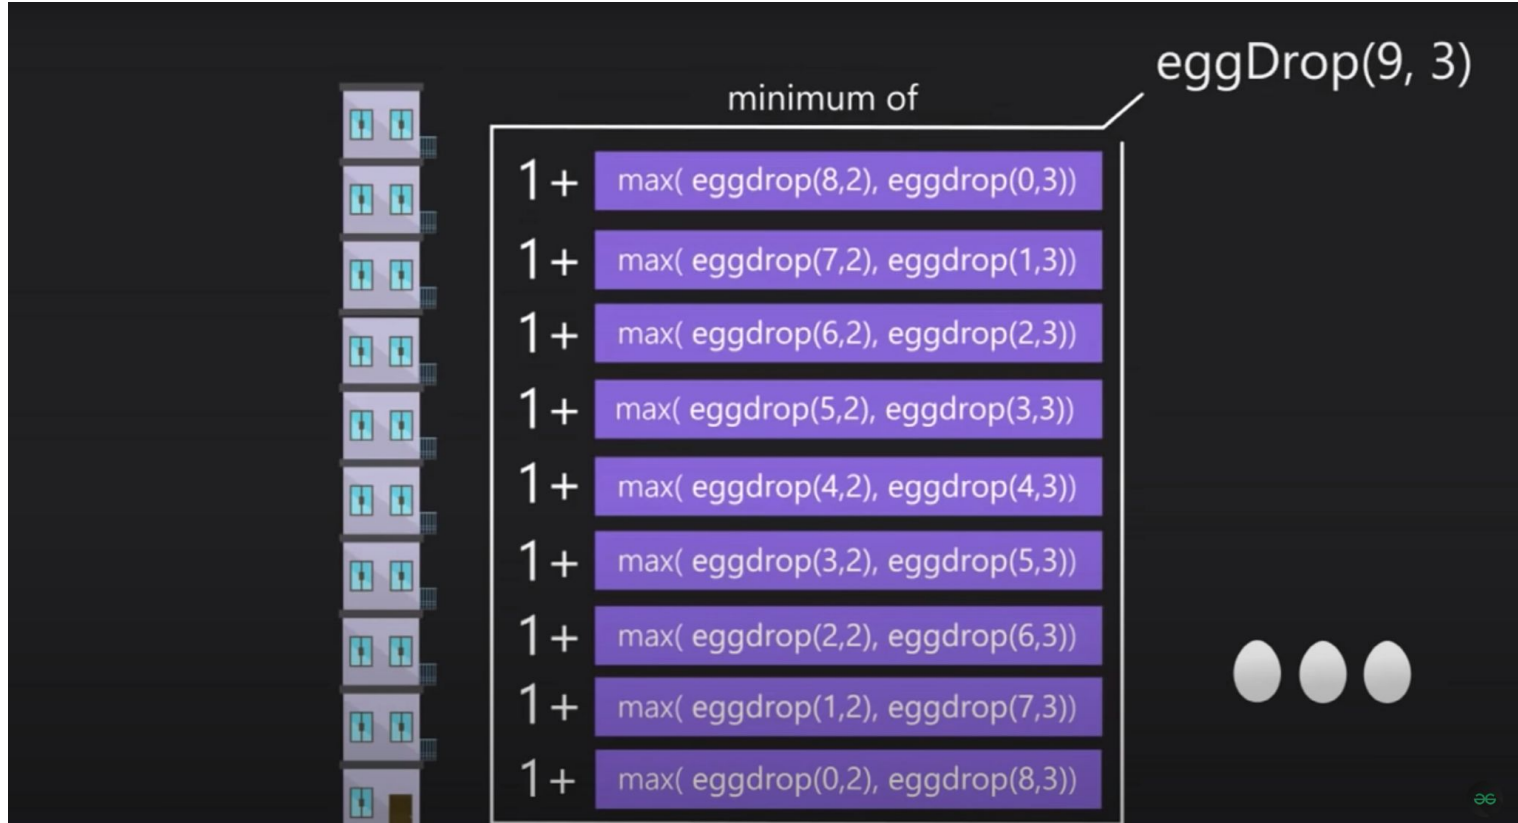 eggDrop(9, 3)
minimum of
1+ max( eggdrop(8,2), eggdrop(0,3))
1+ max( eggdrop(7,2), eggdrop(1,3))
1+ max( eggdrop(6,2), eggdrop(2,3))
1+ max( eggdrop(5,2), eggdrop(3,3))
1+ max( eggdrop(4,2), eggdrop(4,3))
1+ max( eggdrop(3,2), eggdrop(5,3))
1+ max( eggdrop(2,2), eggdrop(6,3))
1+ max( eggdrop(1,2), eggdrop(7,3))
1+ max( eggdrop(0,2), eggdrop(8,3))